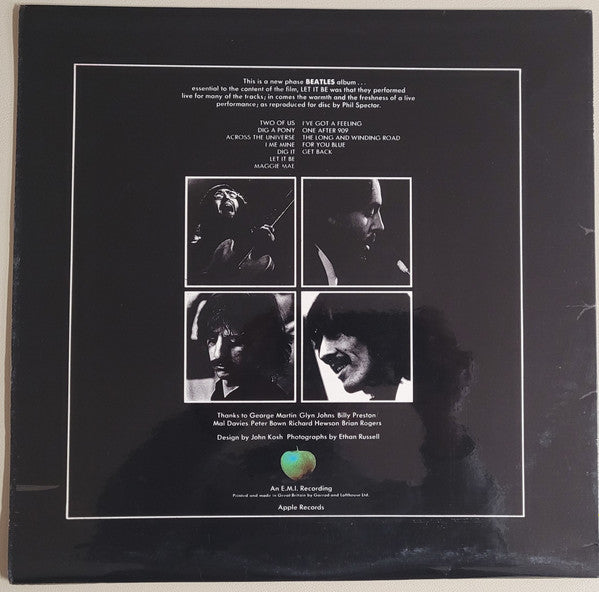 This is a new phase BEATLES album . . .
essential to the content of the film, LET IT BE was that they performed
live for many of the tracks; in comes the warmth and the freshness of a live
performance; as reproduced for disc by Phil Spector.
TWO OF US
DIG A PONY
ACROSS THE UNIVERSE
I ME MINE
DIG IT
LET IT BE
MAGGIE MAE
I'VE GOT A FEELING
ONE AFTER 909
THE LONG AND WINDING ROAD
FOR YOU BLUE
GET BACK
Thanks to George Martin Glyn Johns Billy Preston
Mal Davies Peter Bown Richard Hewson Brian Rogers
Design by John Kosh Photographs by Ethan Russell
An E.M.I. Recording
Printed and made in Great Britain by Garrod and Lofthouse Ltd.
Apple Records